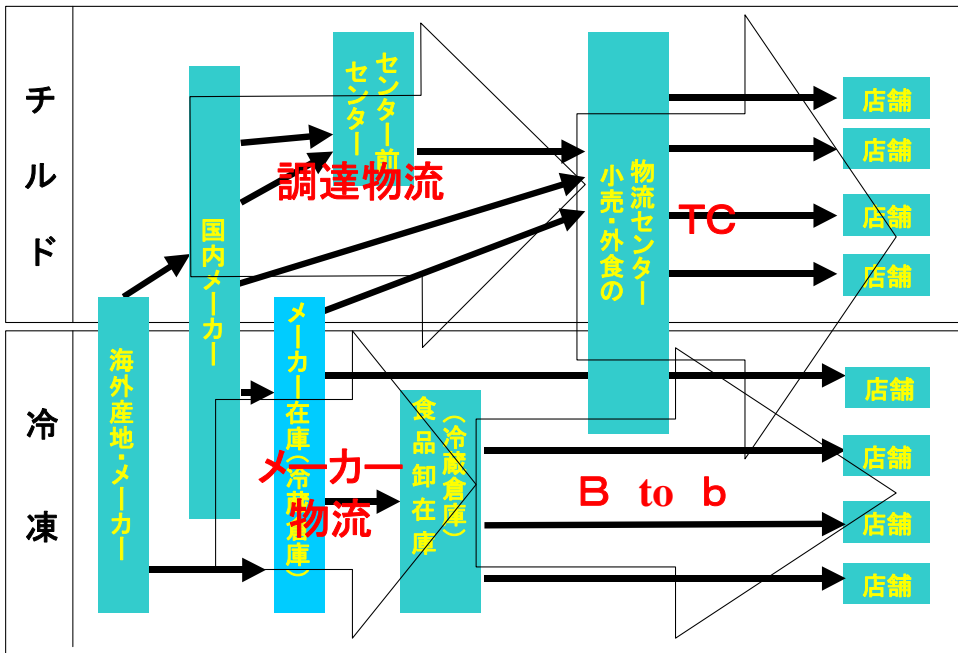 チルド
冷凍
海外産地・メーカー
国内メーカー
センター前
センター
調達物流
メーカー在庫(冷蔵倉庫)
メーカー
物流
(冷蔵倉庫)
食品卸在庫
物流センター
小売・外食の
TC
B to b
店舗
店舗
店舗
店舗
店舗
店舗
店舗
店舗